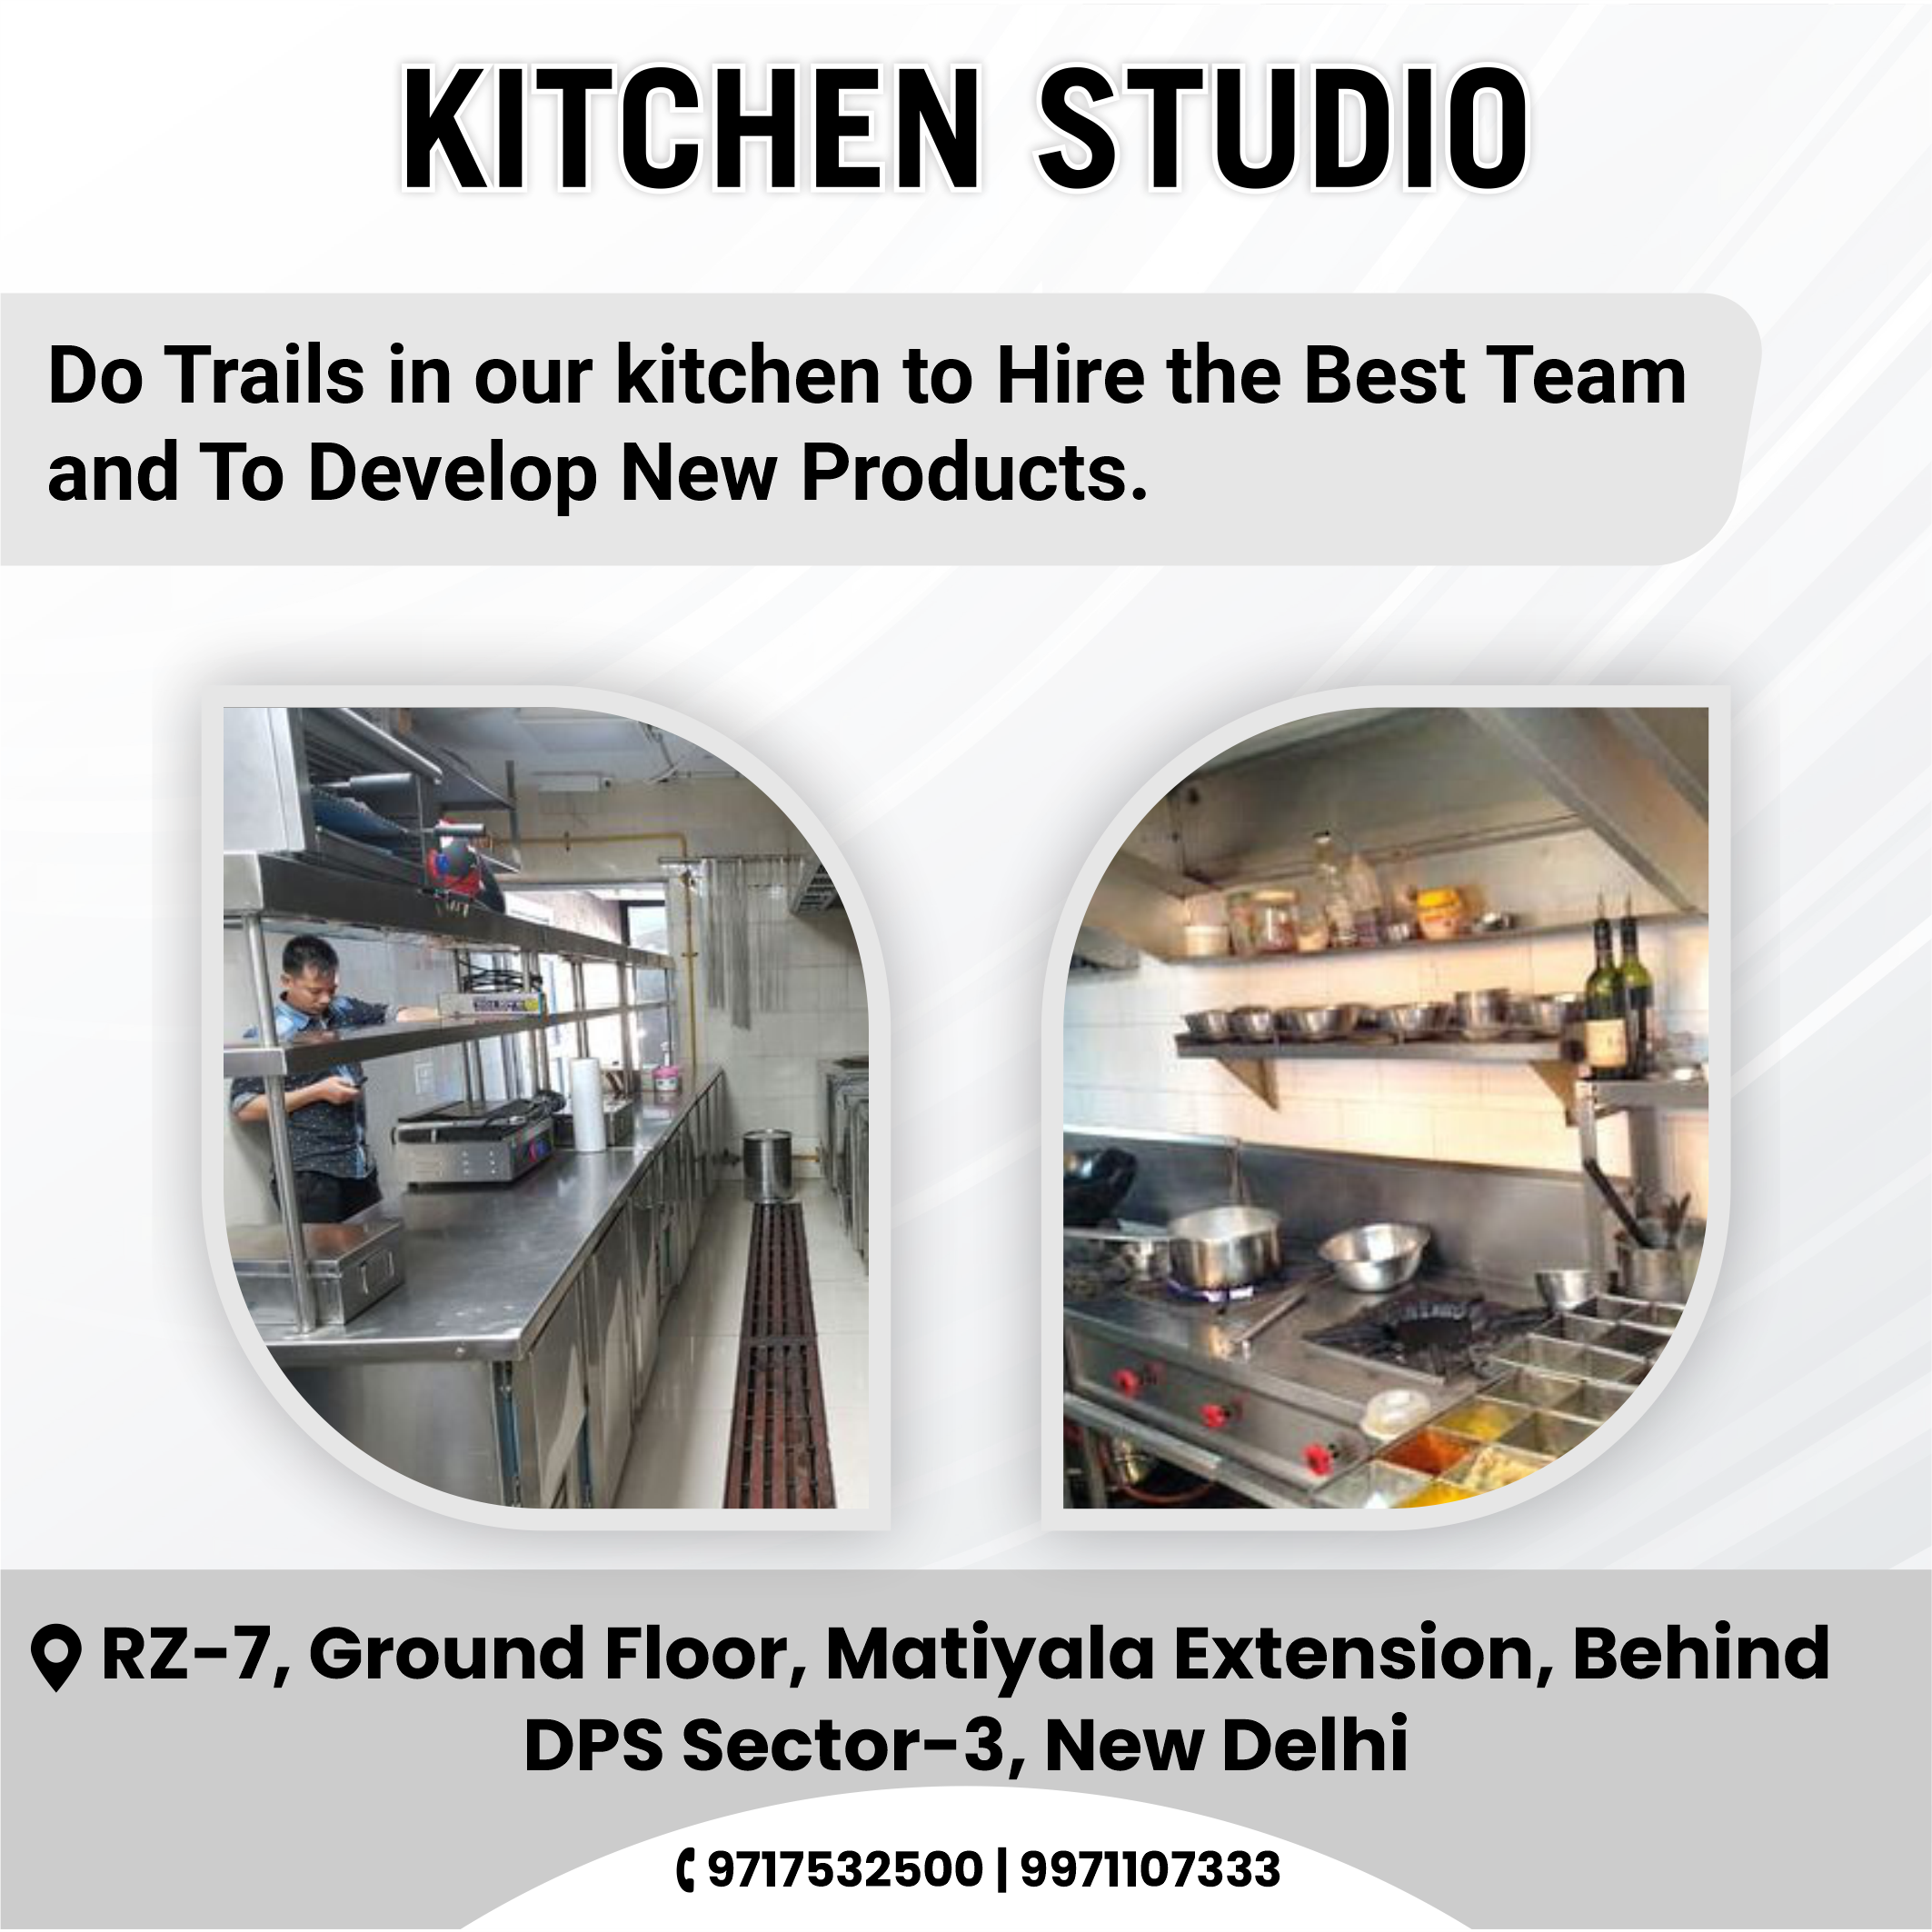 KITCHEN STUDIO
Do Trails in our kitchen to Hire the Best Team
and To Develop New Products.
RZ-7, Ground Floor, Matiyala Extension, Behind
DPS Sector-3, New Delhi
9717532500 | 9971107333